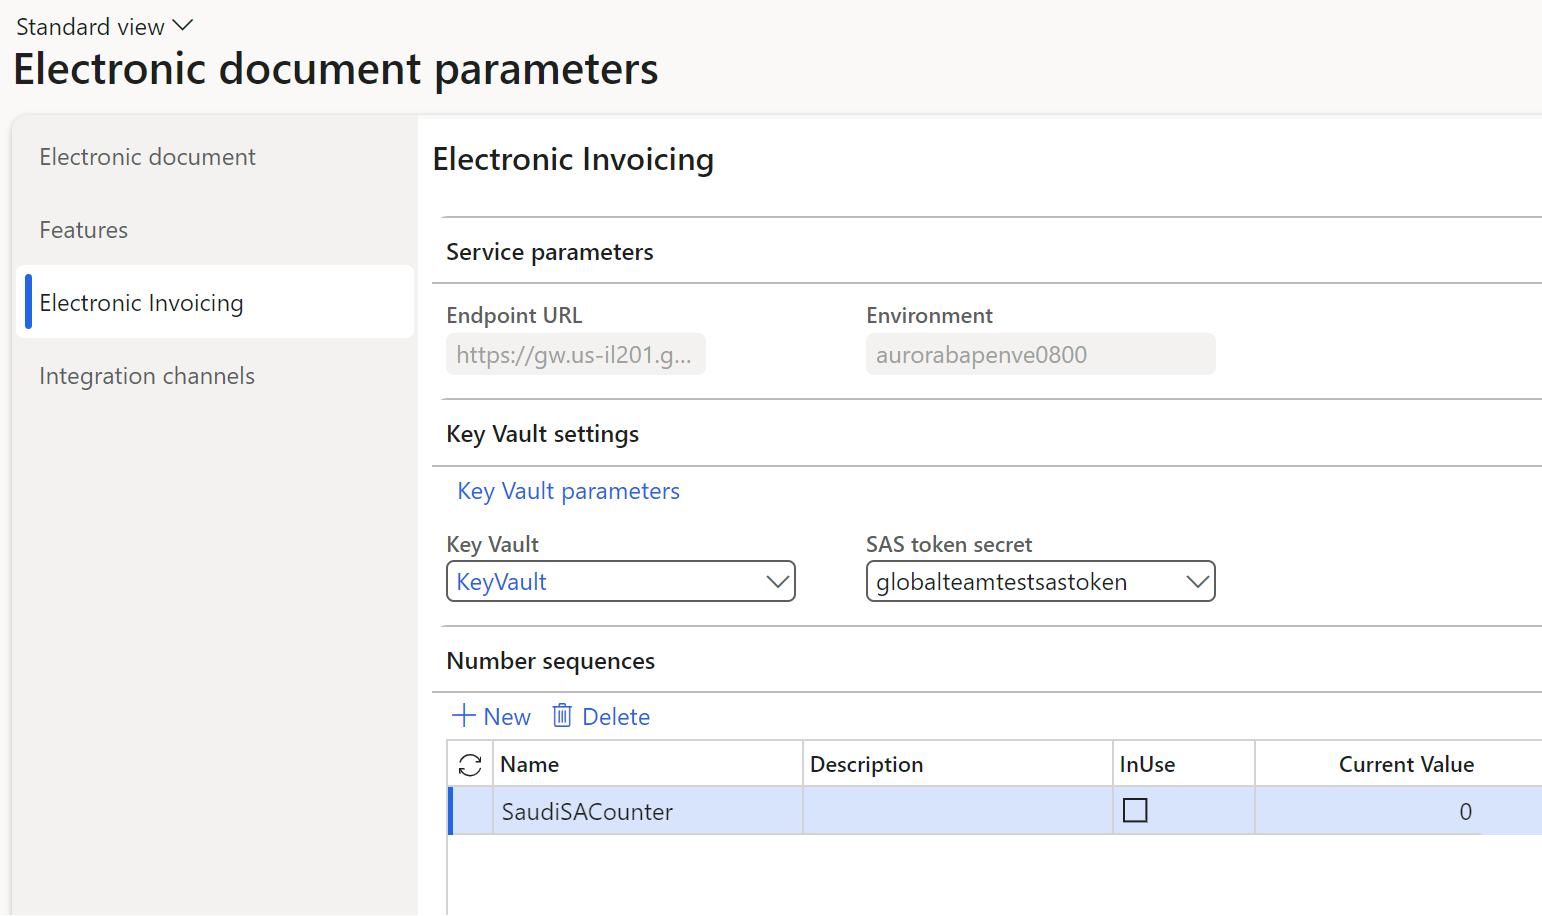 Standard view
Electronic document parameters
Electronic document
Features
Electronic Invoicing
Integration channels
Electronic Invoicing
Service parameters
Endpoint URL
Environment
https://gw.us-il201.g...
aurorabapenve0800
Key Vault settings
Key Vault parameters
Key Vault
SAS token secret
KeyVault
globalteamtestsastoken
Number sequences
New Delete
Name Description InUse Current Value
SaudiSACounter 0